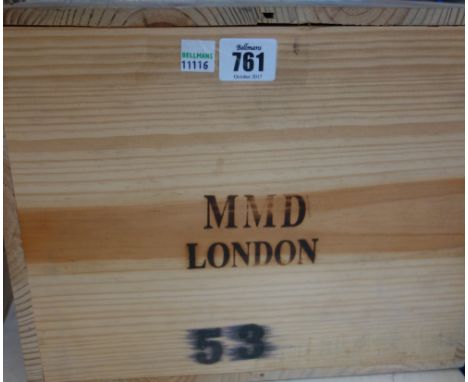 BELLMANS
11116
Bellmans
761
October 2017
MMD
LONDON
53